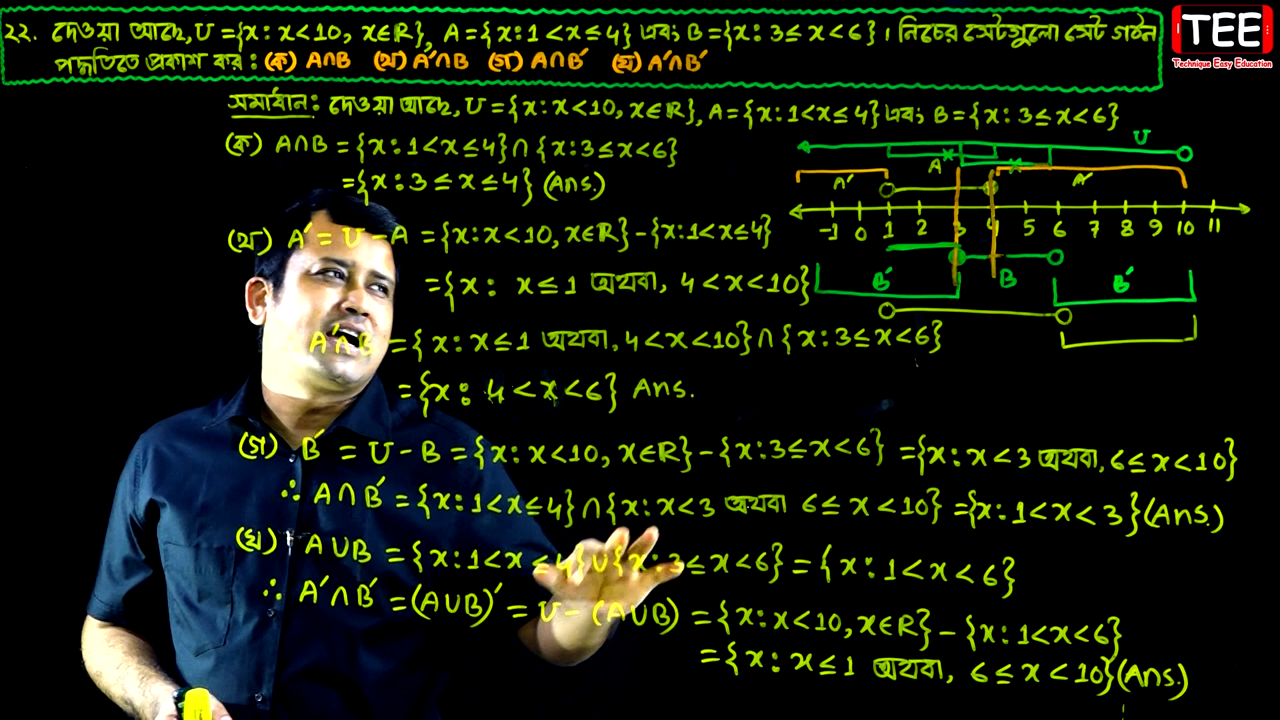 ২২. দেওয়া আছে, U = {x : x < 10, x ∈ R}, A = {x : 1 < x ≤ 4} এবং B = {x : 3 ≤ x < 6} । নিচের সেটগুলো সেট গঠন
পদ্ধতিতে প্রকাশ কর : (ক) A∩B (খ) A′∩B (গ) A∩B′ (ঘ) A′∩B′
TEE
Technique Easy Education
সমাধান : দেওয়া আছে, U = {x : x < 10, x ∈ R}, A = {x : 1 < x ≤ 4} এবং B = {x : 3 ≤ x < 6}
(ক) A∩B = {x : 1 < x ≤ 4} ∩ {x : 3 ≤ x < 6}
= {x : 3 ≤ x ≤ 4} (Ans.)
U
A
A′ A′
-1 0 1 2 3 4 5 6 7 8 9 10 11
B′ B B′
(খ) A′ = U - A = {x : x < 10, x ∈ R} - {x : 1 < x ≤ 4}
= {x : x ≤ 1 অথবা, 4 < x < 10}
A′∩B = {x : x ≤ 1 অথবা, 4 < x < 10} ∩ {x : 3 ≤ x < 6}
= {x : 4 < x < 6} Ans.
(গ) B′ = U - B = {x : x < 10, x ∈ R} - {x : 3 ≤ x < 6} = {x : x < 3 অথবা, 6 ≤ x < 10}
∴ A∩B′ = {x : 1 < x ≤ 4} ∩ {x : x < 3 অথবা 6 ≤ x < 10} = {x : 1 < x < 3} (Ans.)
(ঘ) A∪B = {x : 1 < x ≤ 4} ∪ {x : 3 ≤ x < 6} = {x : 1 < x < 6}
∴ A′∩B′ = (A∪B)′ = U - (A∪B) = {x : x < 10, x ∈ R} - {x : 1 < x < 6}
= {x : x ≤ 1 অথবা, 6 ≤ x < 10} (Ans.)